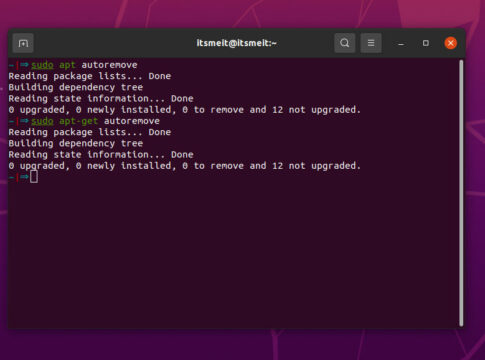 itsmeit@itsmeit:~
~|⇒ sudo apt autoremove
Reading package lists... Done
Building dependency tree
Reading state information... Done
0 upgraded, 0 newly installed, 0 to remove and 12 not upgraded.
~|⇒ sudo apt-get autoremove
Reading package lists... Done
Building dependency tree
Reading state information... Done
0 upgraded, 0 newly installed, 0 to remove and 12 not upgraded.
~|⇒